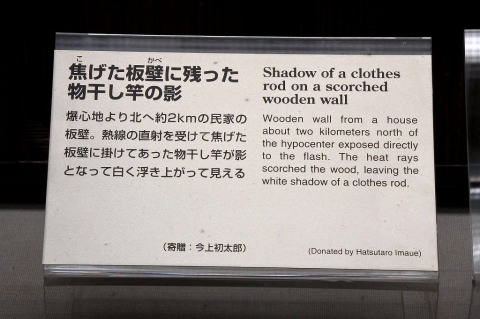 焦げた板壁に残った
物干し竿の影
爆心地より北へ約2kmの民家の
板壁。熱線の直射を受けて焦げた
板壁に掛けてあった物干し竿が影
となって白く浮き上がって見える
（寄贈：今上初太郎）
Shadow of a clothes
rod on a scorched
wooden wall
Wooden wall from a house
about two kilometers north of
the hypocenter exposed directly
to the flash. The heat rays
scorched the wood, leaving the
white shadow of a clothes rod.
(Donated by Hatsutaro Imaue)